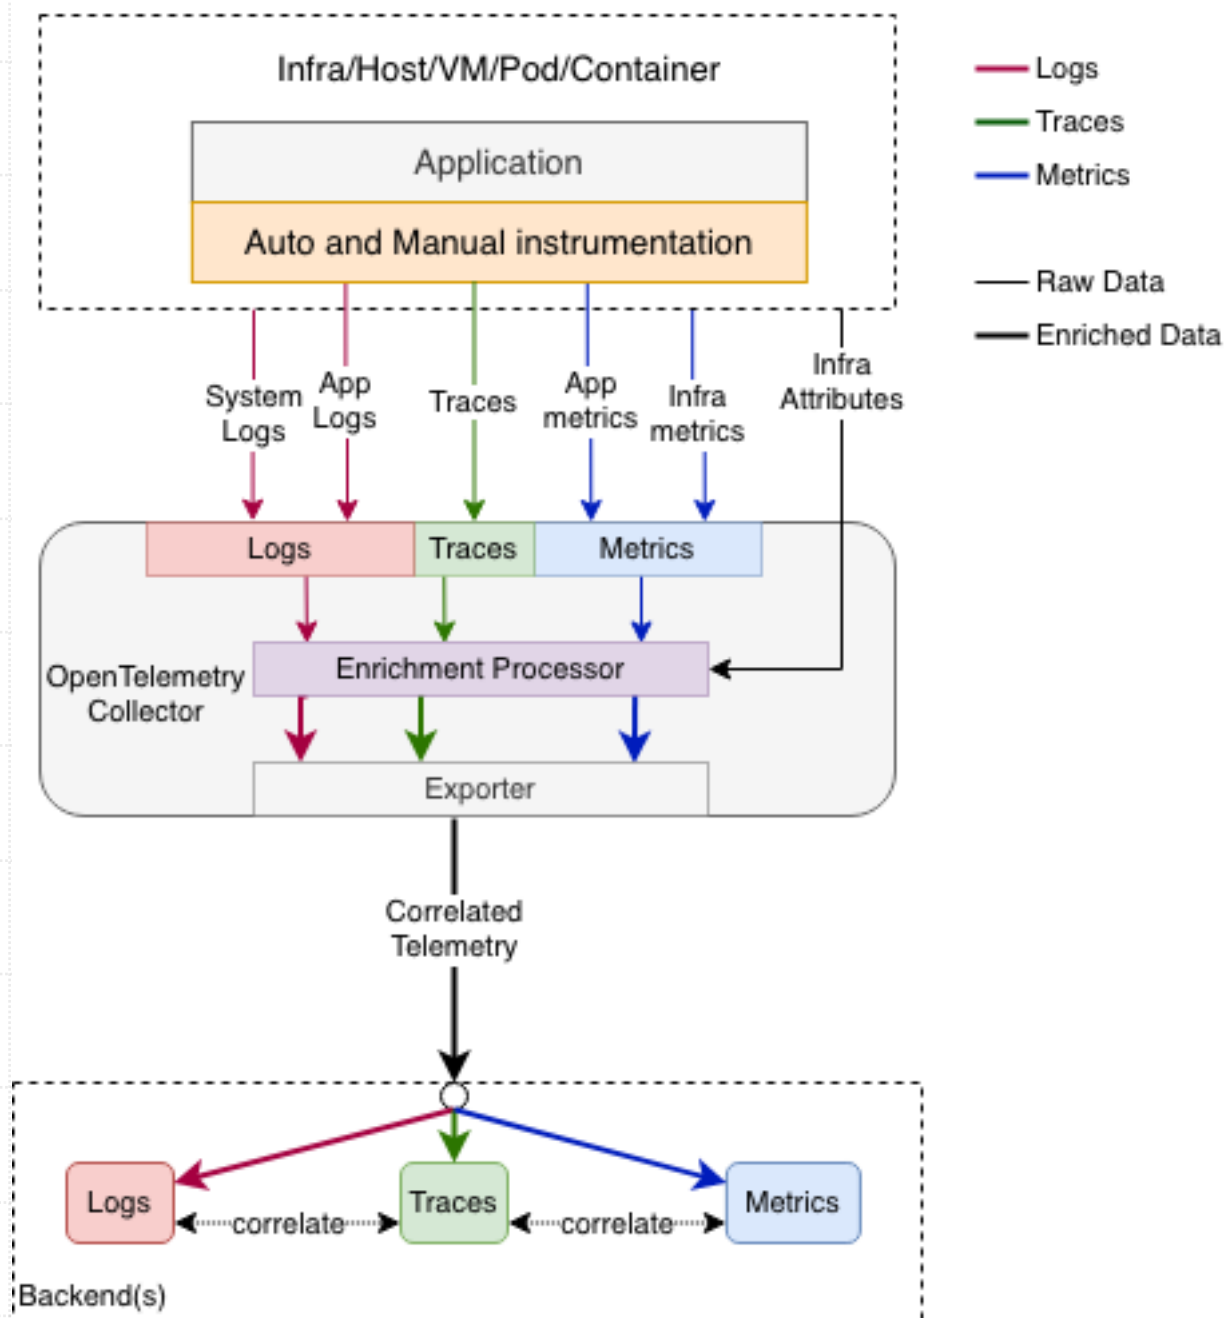 Infra/Host/VM/Pod/Container
Application
Auto and Manual instrumentation
Logs
Traces
Metrics
Raw Data
Enriched Data
System
Logs
App
Logs
Traces
App
metrics
Infra
metrics
Infra
Attributes
Logs
Traces
Metrics
OpenTelemetry
Collector
Enrichment Processor
Exporter
Correlated
Telemetry
Logs
correlate
Traces
correlate
Metrics
Backend(s)